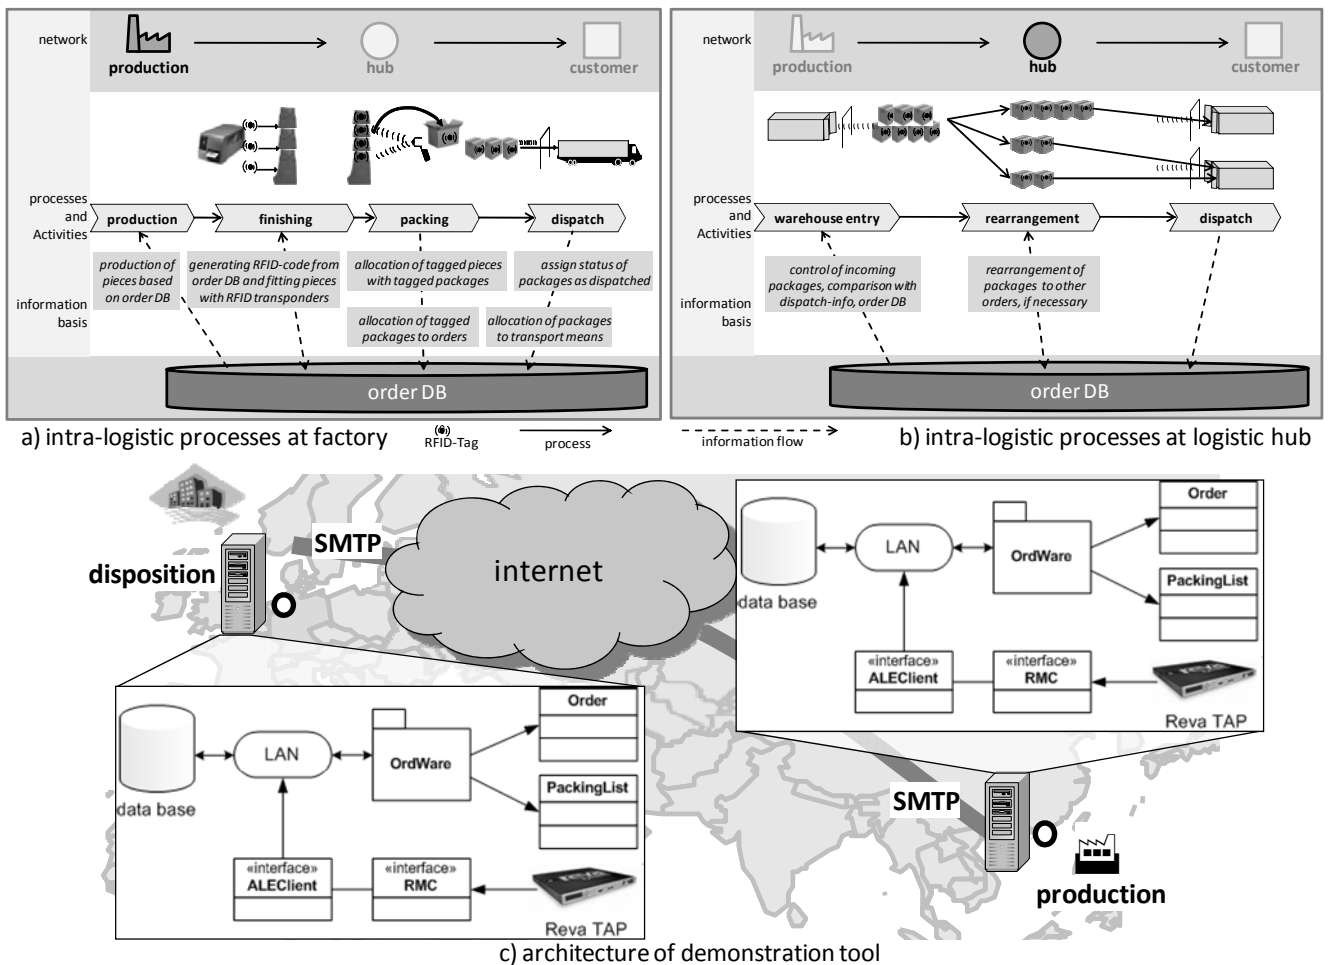 network
production
hub
customer
processes
and
Activities
production
finishing
packing
dispatch
information
basis
production of
pieces based
on order DB
generating RFID-code from
order DB and fitting pieces
with RFID transponders
allocation of tagged pieces
with tagged packages
assign status of
packages as dispatched
allocation of tagged
packages to orders
allocation of packages
to transport means
order DB
a) intra-logistic processes at factory
network
production
hub
customer
processes
and
Activities
warehouse entry
rearrangement
dispatch
information
basis
control of incoming
packages, comparison with
dispatch-info, order DB
rearrangement of
packages to other
orders, if necessary
order DB
RFID-Tag
process
information flow
b) intra-logistic processes at logistic hub
disposition
SMTP
internet
data base
LAN
OrdWare
Order
PackingList
«interface»
ALEClient
«interface»
RMC
Reva TAP
data base
LAN
OrdWare
Order
PackingList
«interface»
ALEClient
«interface»
RMC
Reva TAP
SMTP
production
c) architecture of demonstration tool